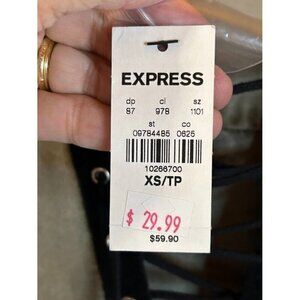 EXPRESS
dp cl sz
87 978 1101
st co
09784485 0625
10266700
XS/TP
$ 29.99
$59.90